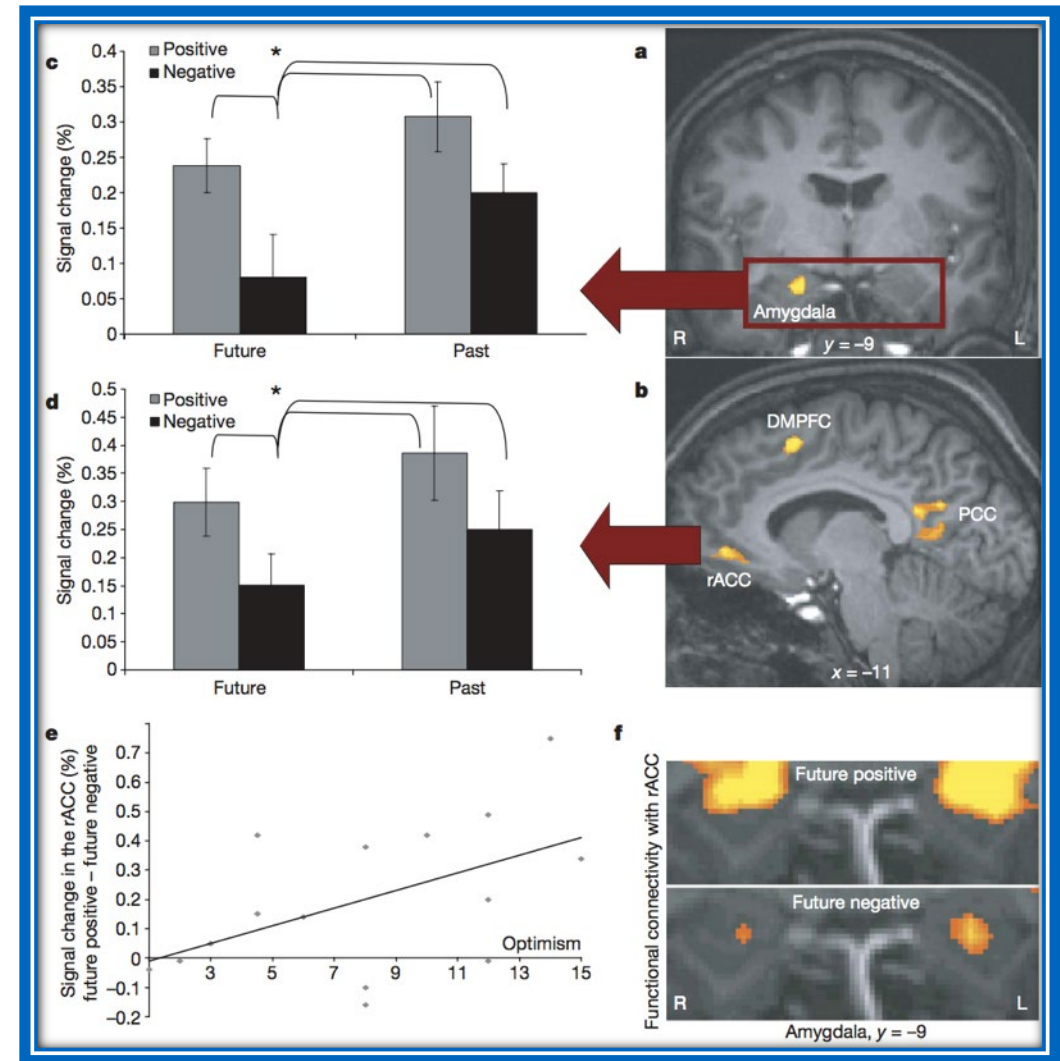 c
Positive
Negative
*
0.4
0.35
0.3
0.25
0.2
0.15
0.1
0.05
0
Signal change (%)
Future
Past
a
Amygdala
R
y = –9
L
d
Positive
Negative
*
0.5
0.45
0.4
0.35
0.3
0.25
0.2
0.15
0.1
0.05
0
Signal change (%)
Future
Past
b
DMPFC
PCC
rACC
x = –11
e
Signal change in the rACC (%)
future positive – future negative
0.7
0.6
0.5
0.4
0.3
0.2
0.1
0
–0.1
–0.2
Optimism
3
5
7
9
11
13
15
f
Functional connectivity with rACC
Future positive
Future negative
R
L
Amygdala, y = –9